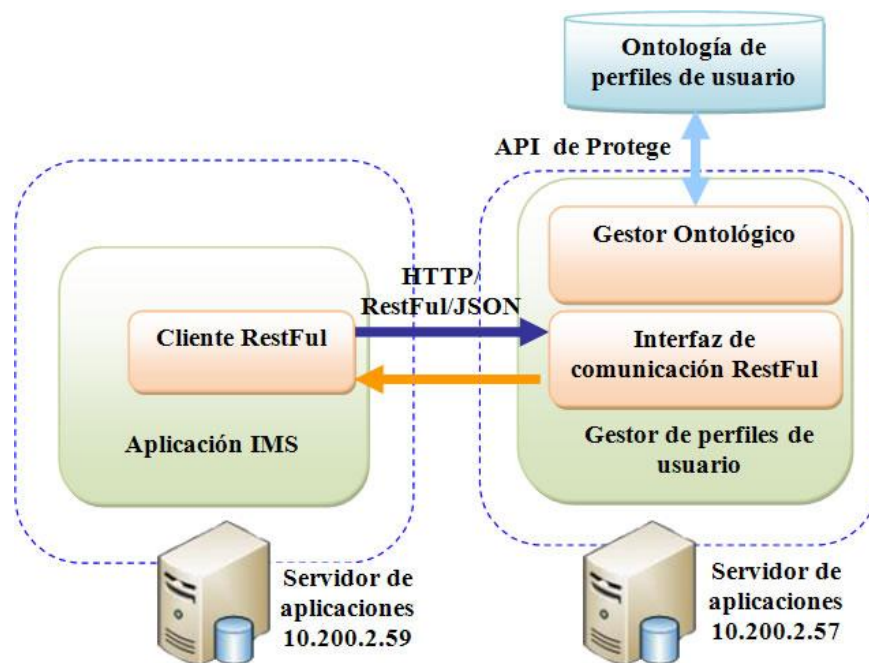 Ontología de
perfiles de usuario
API de Protege
Gestor Ontológico
HTTP/
RestFul/JSON
Cliente RestFul
Interfaz de
comunicación RestFul
Aplicación IMS
Gestor de perfiles de
usuario
Servidor de
aplicaciones
10.200.2.59
Servidor de
aplicaciones
10.200.2.57